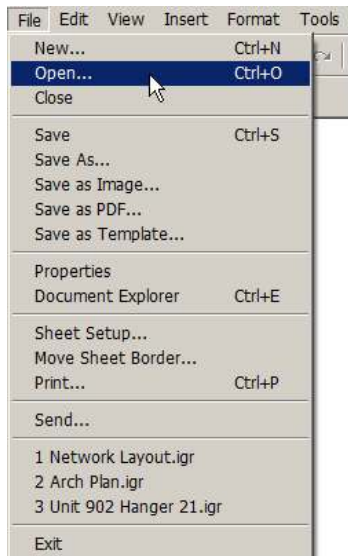 File Edit View Insert Format Tools
New... Ctrl+N
Open... Ctrl+O
Close
Save Ctrl+S
Save As...
Save as Image...
Save as PDF...
Save as Template...
Properties
Document Explorer Ctrl+E
Sheet Setup...
Move Sheet Border...
Print... Ctrl+P
Send...
1 Network Layout.igr
2 Arch Plan.igr
3 Unit 902 Hanger 21.igr
Exit